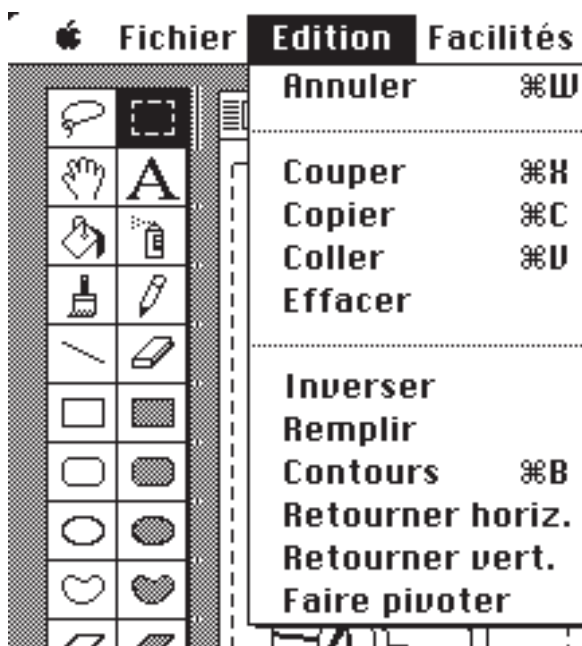 Fichier Edition Facilités
Annuler ⌘W
Couper ⌘X
Copier ⌘C
Coller ⌘V
Effacer
Inverser
Remplir
Contours ⌘B
Retourner horiz.
Retourner vert.
Faire pivoter
A